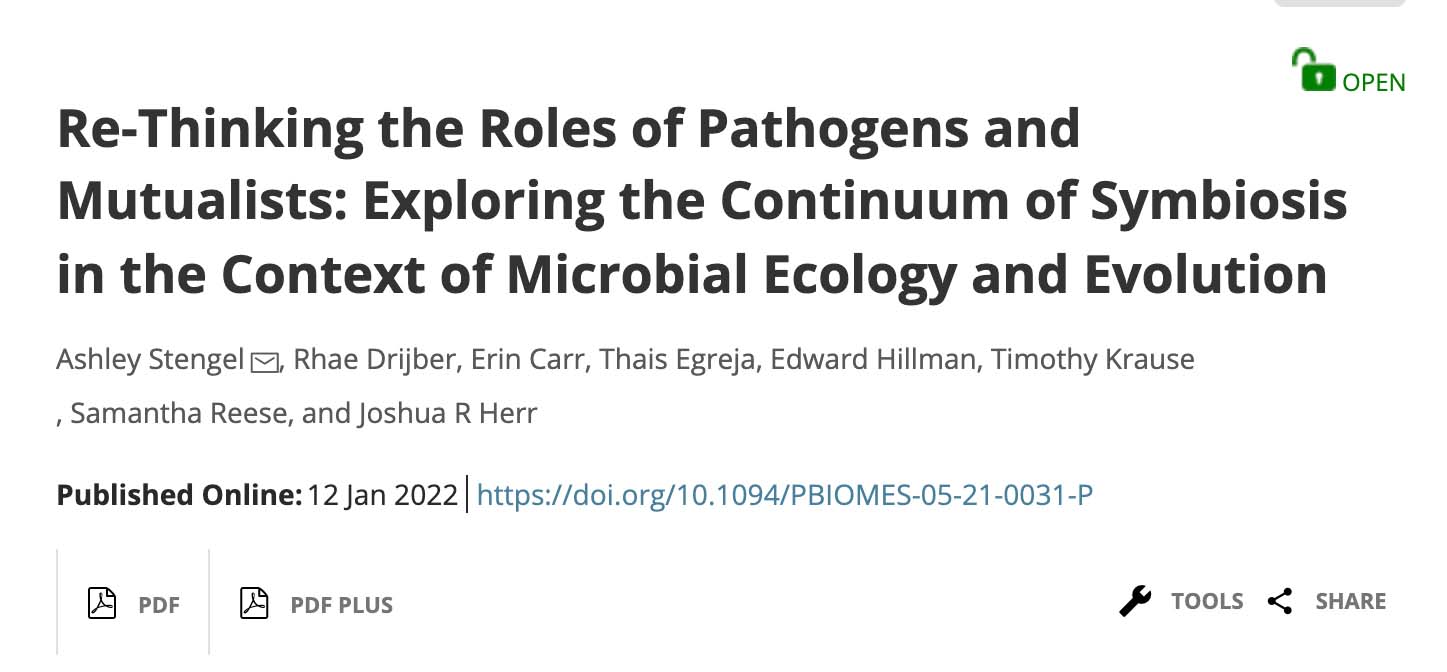 OPEN
Re-Thinking the Roles of Pathogens and
Mutualists: Exploring the Continuum of Symbiosis
in the Context of Microbial Ecology and Evolution
Ashley Stengel, Rhae Drijber, Erin Carr, Thais Egreja, Edward Hillman, Timothy Krause
, Samantha Reese, and Joshua R Herr
Published Online: 12 Jan 2022 | https://doi.org/10.1094/PBIOMES-05-21-0031-P
PDF PDF PLUS TOOLS SHARE